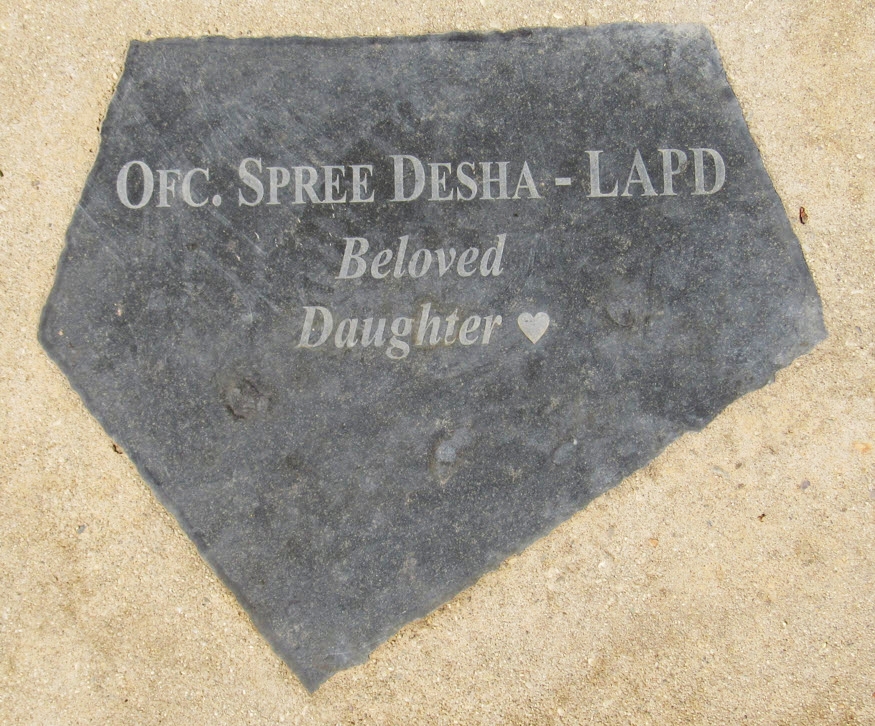 OFC. SPREE DESHA - LAPD
Beloved
Daughter ♥